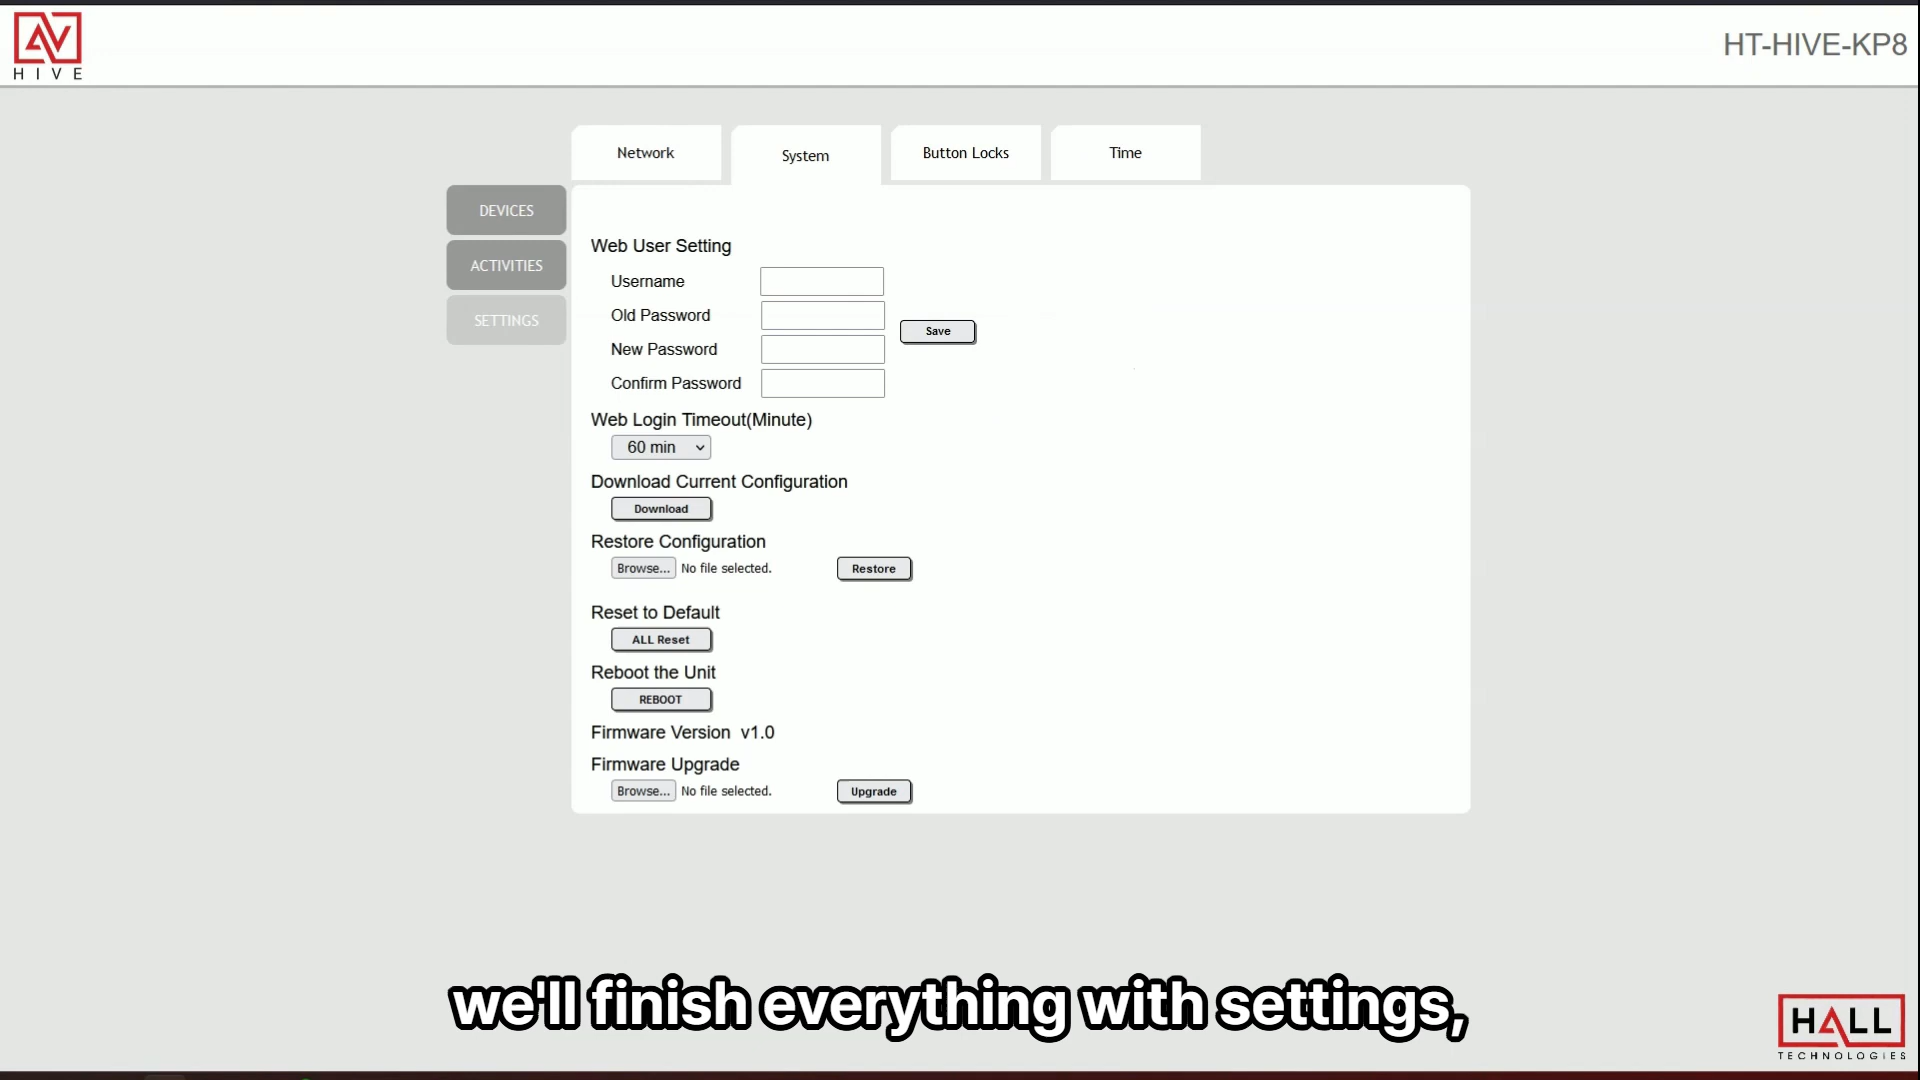 HIVE
HT-HIVE-KP8
Network
System
Button Locks
Time
DEVICES
ACTIVITIES
SETTINGS
Web User Setting
Username
Old Password
Save
New Password
Confirm Password
Web Login Timeout(Minute)
60 min
Download Current Configuration
Download
Restore Configuration
Browse... No file selected.
Restore
Reset to Default
ALL Reset
Reboot the Unit
REBOOT
Firmware Version v1.0
Firmware Upgrade
Browse... No file selected.
Upgrade
we'll finish everything with settings,
HALL
TECHNOLOGIES